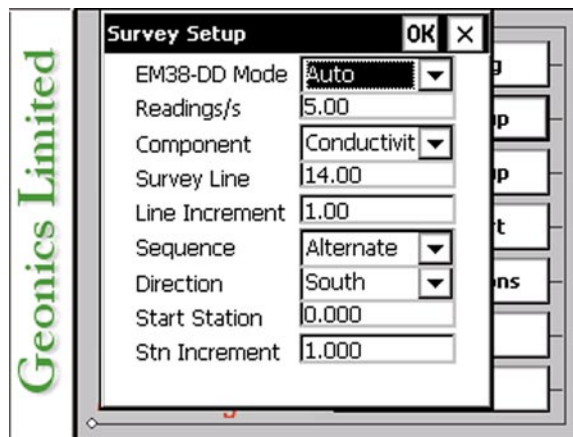 Geonics Limited
Survey Setup OK ×
EM38-DD Mode Auto
Readings/s 5.00
Component Conductivit
Survey Line 14.00
Line Increment 1.00
Sequence Alternate
Direction South
Start Station 0.000
Stn Increment 1.000